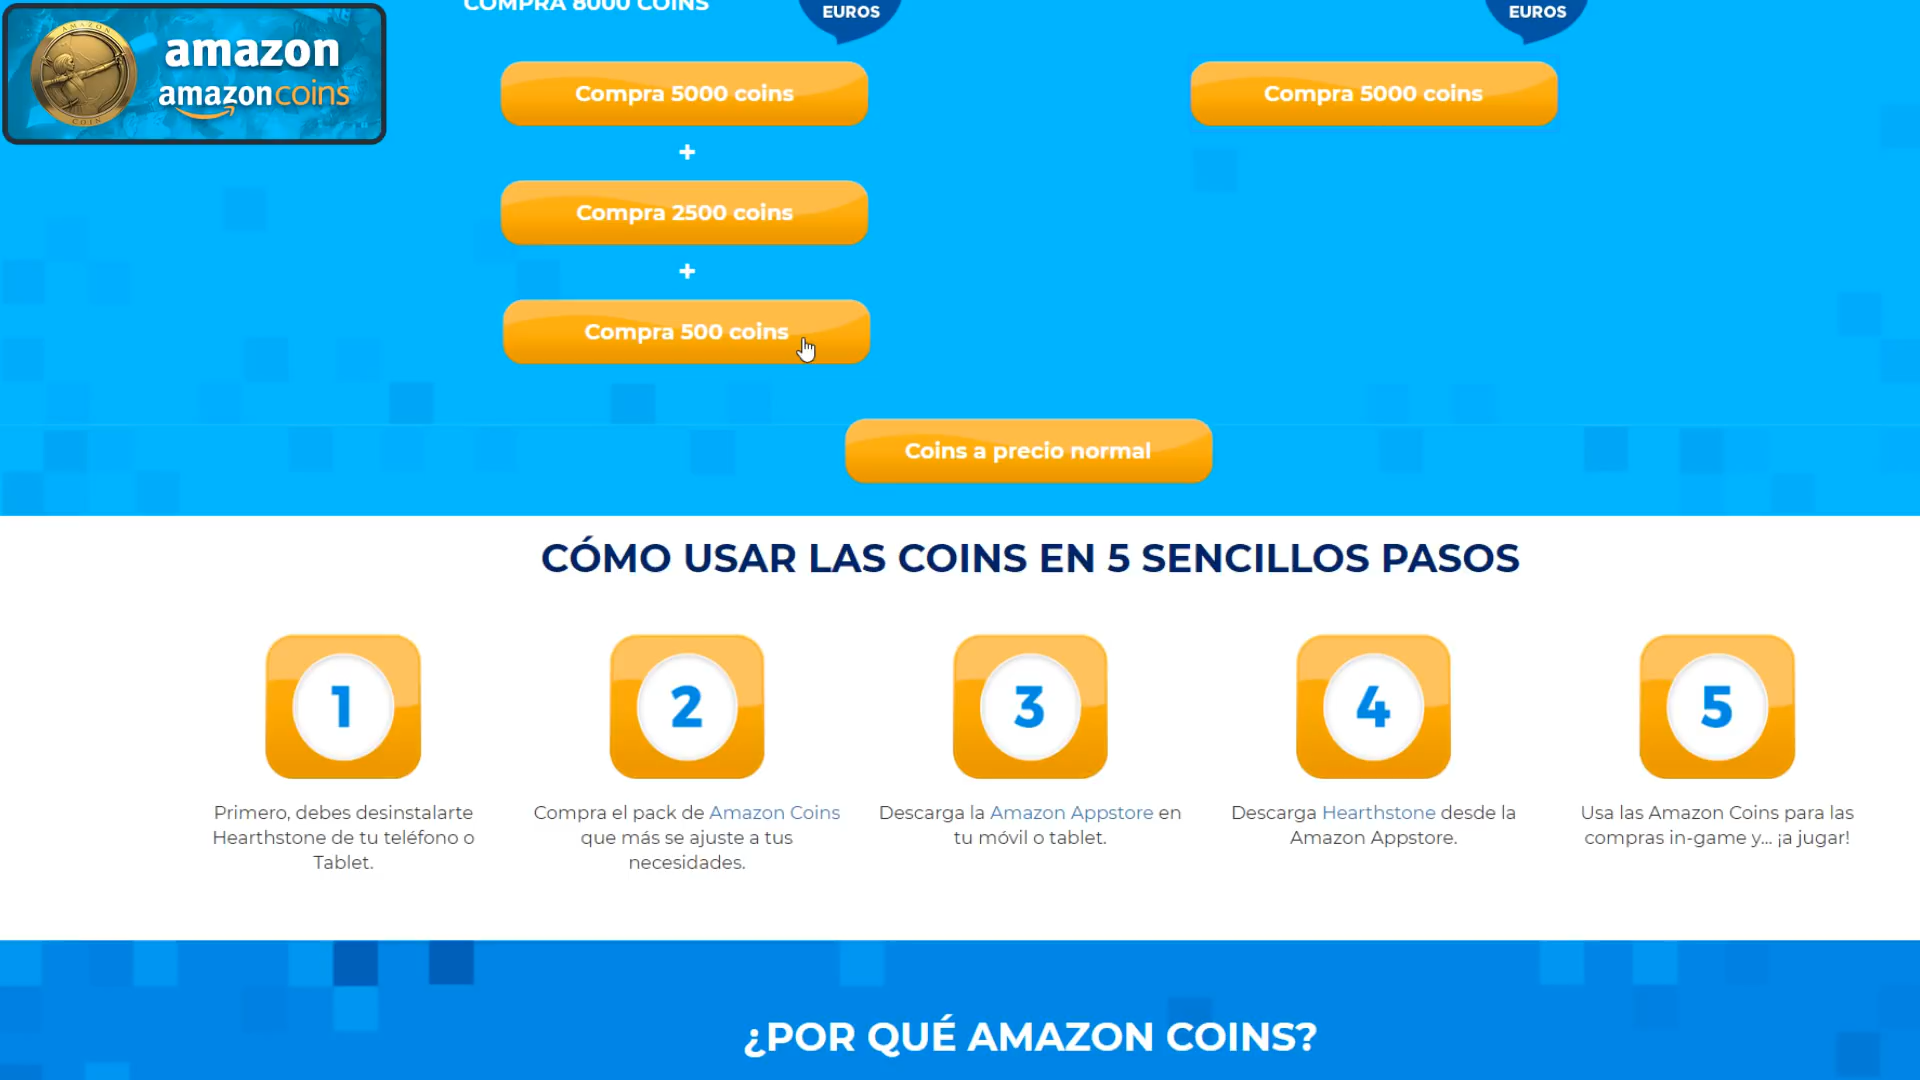 COMPRA 8000 COINS
EUROS
EUROS
AMAZON
COIN
amazon
amazoncoins
Compra 5000 coins
+
Compra 2500 coins
+
Compra 500 coins
Compra 5000 coins
Coins a precio normal
CÓMO USAR LAS COINS EN 5 SENCILLOS PASOS
1
Primero, debes desinstalarte
Hearthstone de tu teléfono o
Tablet.
2
Compra el pack de Amazon Coins
que más se ajuste a tus
necesidades.
3
Descarga la Amazon Appstore en
tu móvil o tablet.
4
Descarga Hearthstone desde la
Amazon Appstore.
5
Usa las Amazon Coins para las
compras in-game y... ¡a jugar!
¿POR QUÉ AMAZON COINS?